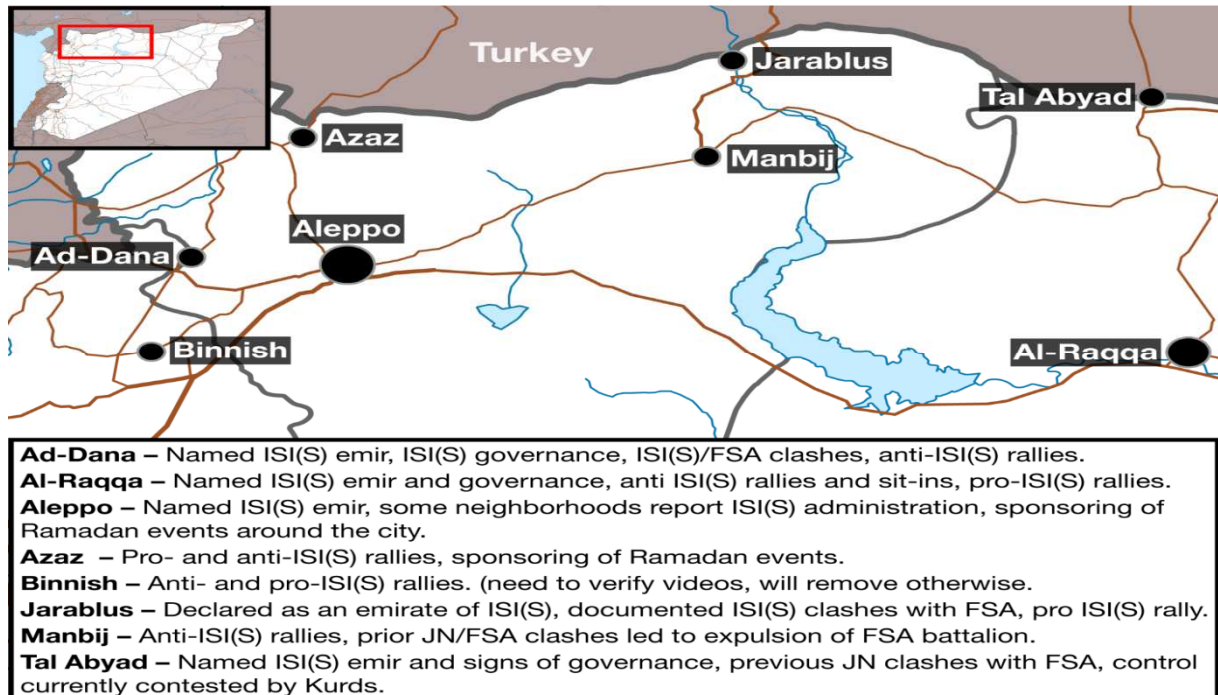 Turkey
Jarablus
Tal Abyad
Azaz
Manbij
Aleppo
Ad-Dana
Binnish
Al-Raqqa
Ad-Dana – Named ISI(S) emir, ISI(S) governance, ISI(S)/FSA clashes, anti-ISI(S) rallies.
Al-Raqqa – Named ISI(S) emir and governance, anti ISI(S) rallies and sit-ins, pro-ISI(S) rallies.
Aleppo – Named ISI(S) emir, some neighborhoods report ISI(S) administration, sponsoring of
Ramadan events around the city.
Azaz – Pro- and anti-ISI(S) rallies, sponsoring of Ramadan events.
Binnish – Anti- and pro-ISI(S) rallies. (need to verify videos, will remove otherwise.
Jarablus – Declared as an emirate of ISI(S), documented ISI(S) clashes with FSA, pro ISI(S) rally.
Manbij – Anti-ISI(S) rallies, prior JN/FSA clashes led to expulsion of FSA battalion.
Tal Abyad – Named ISI(S) emir and signs of governance, previous JN clashes with FSA, control
currently contested by Kurds.